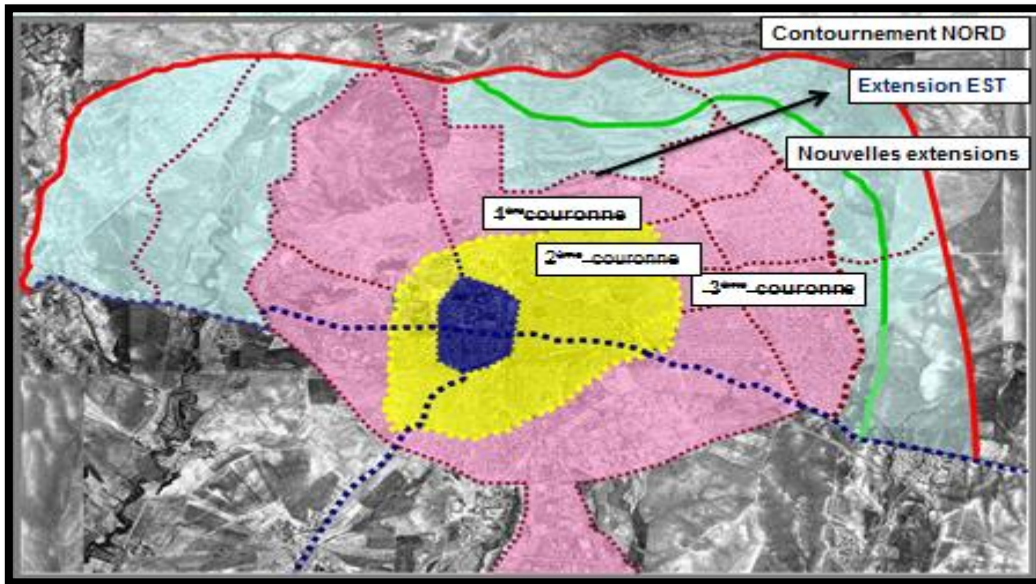 Contournement NORD
Extension EST
Nouvelles extensions
1ère couronne
2ème couronne
3ème couronne